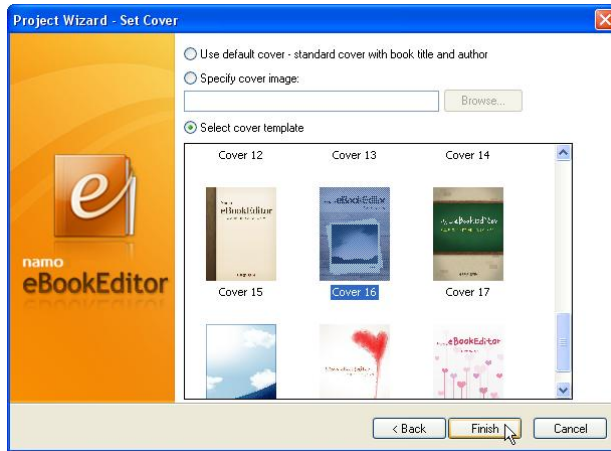 Project Wizard - Set Cover
Use default cover - standard cover with book title and author
Specify cover image:
Browse...
Select cover template
Cover 12 Cover 13 Cover 14
eBookEditor
eBookEditor
Cover 15 Cover 16 Cover 17
eBookEditor
namo
eBookEditor
< Back Finish Cancel